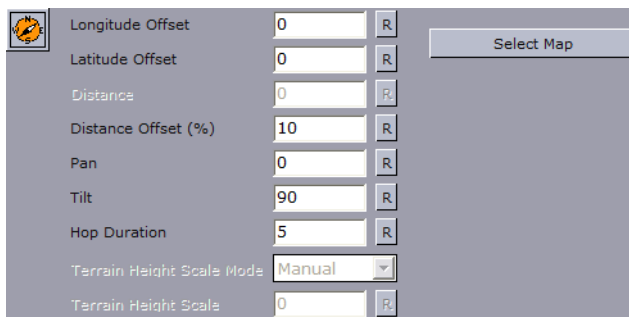 Longitude Offset 0 R
Select Map
Latitude Offset 0 R
Distance 0 R
Distance Offset (%) 10 R
Pan 0 R
Tilt 90 R
Hop Duration 5 R
Terrain Height Scale Mode Manual
Terrain Height Scale 0 R
N
W E
S